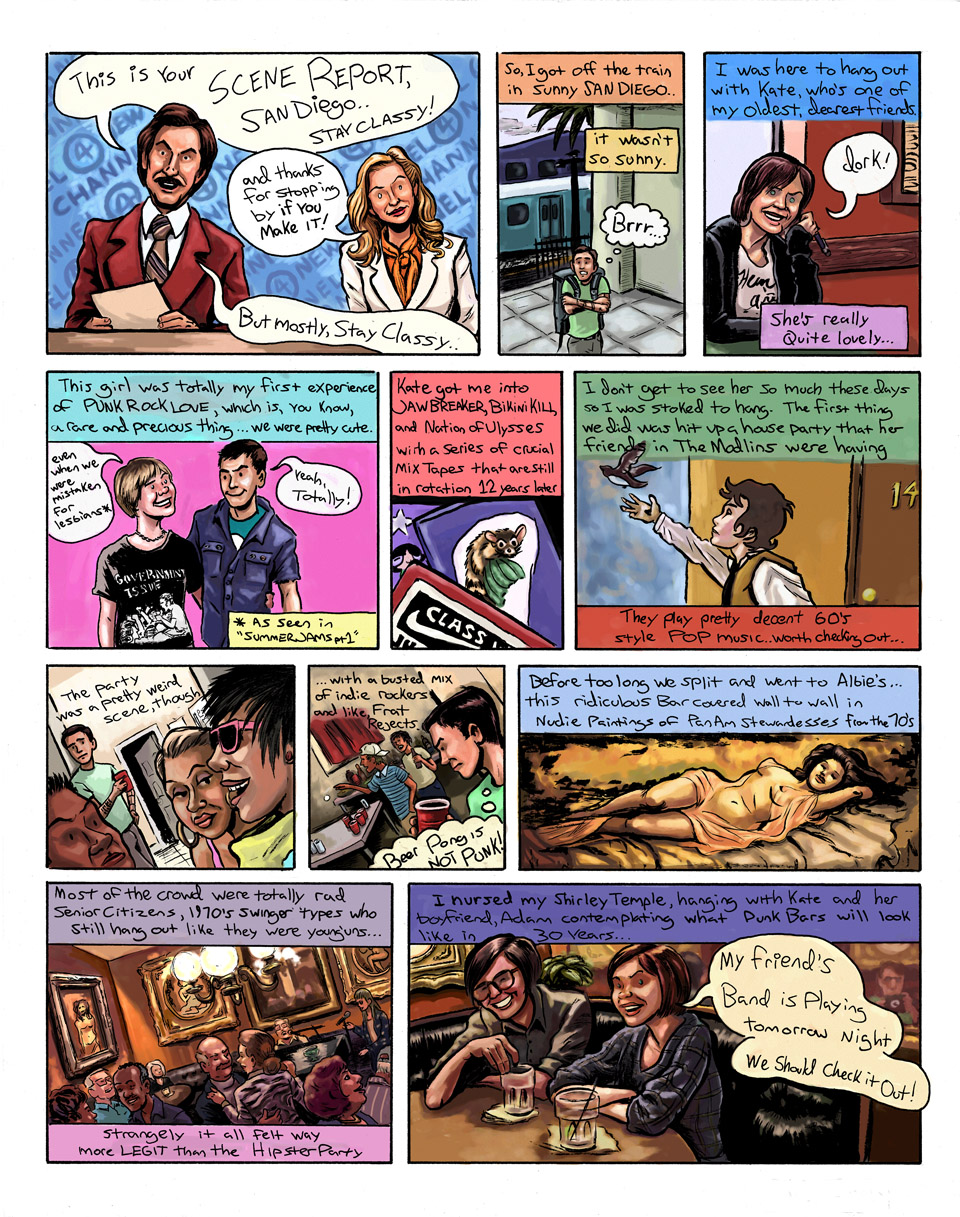 This is Your
SCENE REPORT,
SAN Diego..
STAY CLASSY!
and thanks
for stopping
by if You
Make IT!
But mostly, Stay Classy..
CHANNEL
4
NEW
CHANNEL
4
NEW
So, I got off the train
in sunny SAN DIEGO..
it wasn't
so sunny.
Brrr...
I was here to hang out
with Kate, who's one of
my oldest, dearest friends.
dork!
She's really
Quite lovely...
This girl was totally my first experience
of PUNK ROCK LOVE, which is, you know,
a rare and precious thing... we were pretty cute.
even
when we
were
mistaken
for
lesbians*
yeah,
Totally!
GOVERNMENT
ISSUE
* As seen in
"SUMMER JAMS pt 1"
Kate got me into
JAWBREAKER, BIKINI KILL,
and Nation of Ulysses
with a series of crucial
Mix Tapes that are still
in rotation 12 years later
CLASS
I don't get to see her so much these days
so I was stoked to hang. The first thing
we did was hit up a house party that her
friends in The Modlins were having
14
They play pretty decent 60's
style POP music..worth checking out...
The party
was a pretty weird
scene, though
...with a busted mix
of indie rockers
and like, Frat
Rejects.
Beer Pong is
NOT PUNK!
Before too long we split and went to Albie's...
this ridiculous Bar covered wall to wall in
Nudie Paintings of Pan Am Stewardesses from the 70's
Most of the crowd were totally rad
Senior Citizens, 1970's swinger types who
still hang out like they were youngins...
strangely it all felt way
more LEGIT than the Hipster Party
I nursed my Shirley Temple, hanging with Kate and her
boyfriend, Adam contemplating what Punk Bars will look
like in 30 Years...
My friend's
Band is Playing
tomorrow Night
We Should Check it Out!